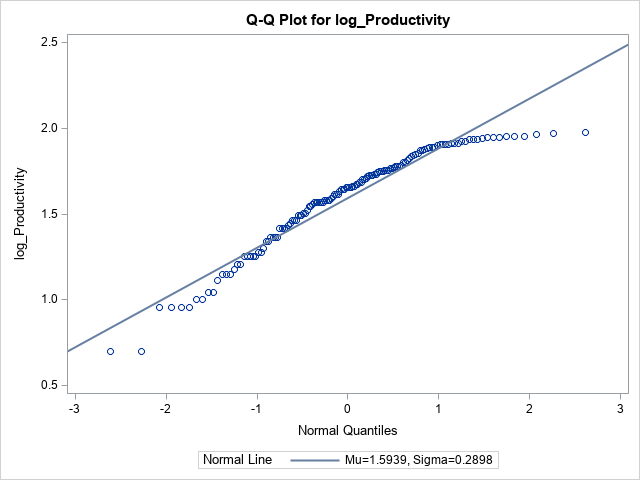 Q-Q Plot for log_Productivity
2.5
2.0
1.5
1.0
0.5
log_Productivity
-3 -2 -1 0 1 2 3
Normal Quantiles
Normal Line Mu=1.5939, Sigma=0.2898